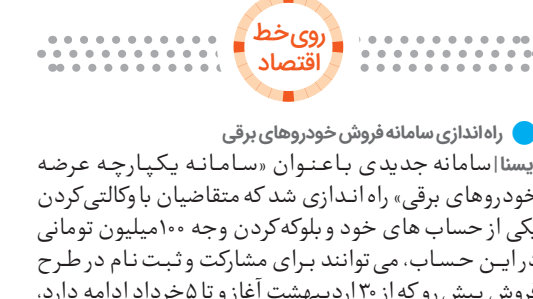 روی خط
اقتصاد
راه‌اندازی سامانه فروش خودروهای برقی
یسنا|سامانه جدیدی با عنوان «سامانه یکپارچه عرضه
خودروهای برقی» راه‌اندازی شد که متقاضیان با وکالتی کردن
یکی از حساب های خود و بلوکه کردن وجه ۱۰۰میلیون تومانی
در این حساب، می‌توانند برای مشارکت و ثبت نام در طرح
فروش پیش رو که از ۳۰ اردیبهشت آغاز و تا ۵ خرداد ادامه دارد،